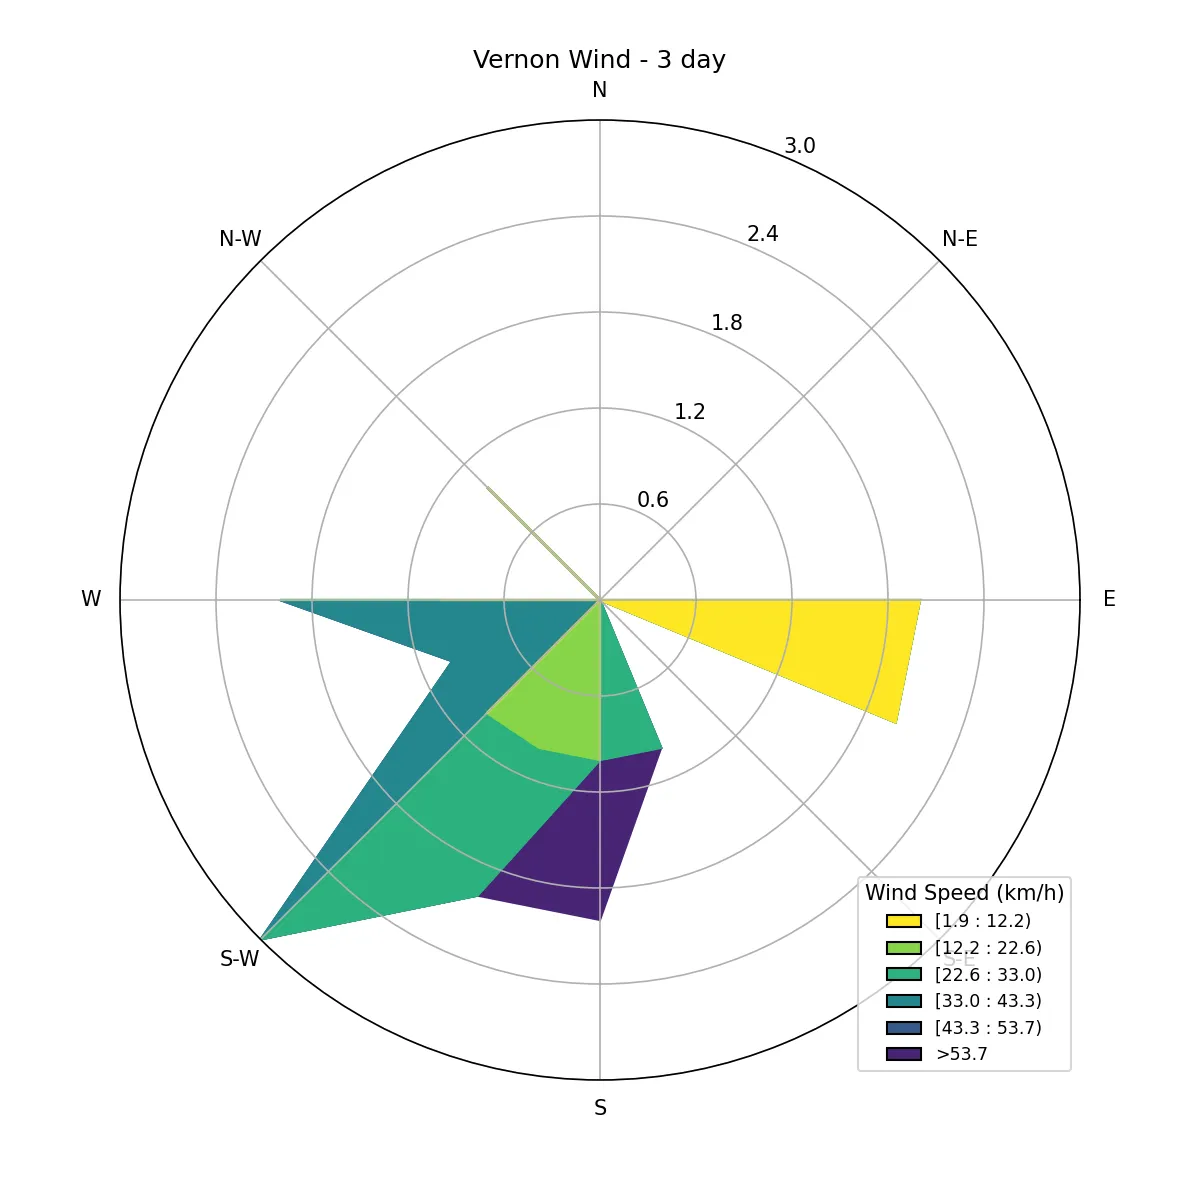 Vernon Wind - 3 day
N
3.0
N-W
2.4
N-E
1.8
1.2
0.6
W
E
Wind Speed (km/h)
[1.9 : 12.2)
[12.2 : 22.6)
S-W
S-E
[22.6 : 33.0)
[33.0 : 43.3)
[43.3 : 53.7)
>53.7
S